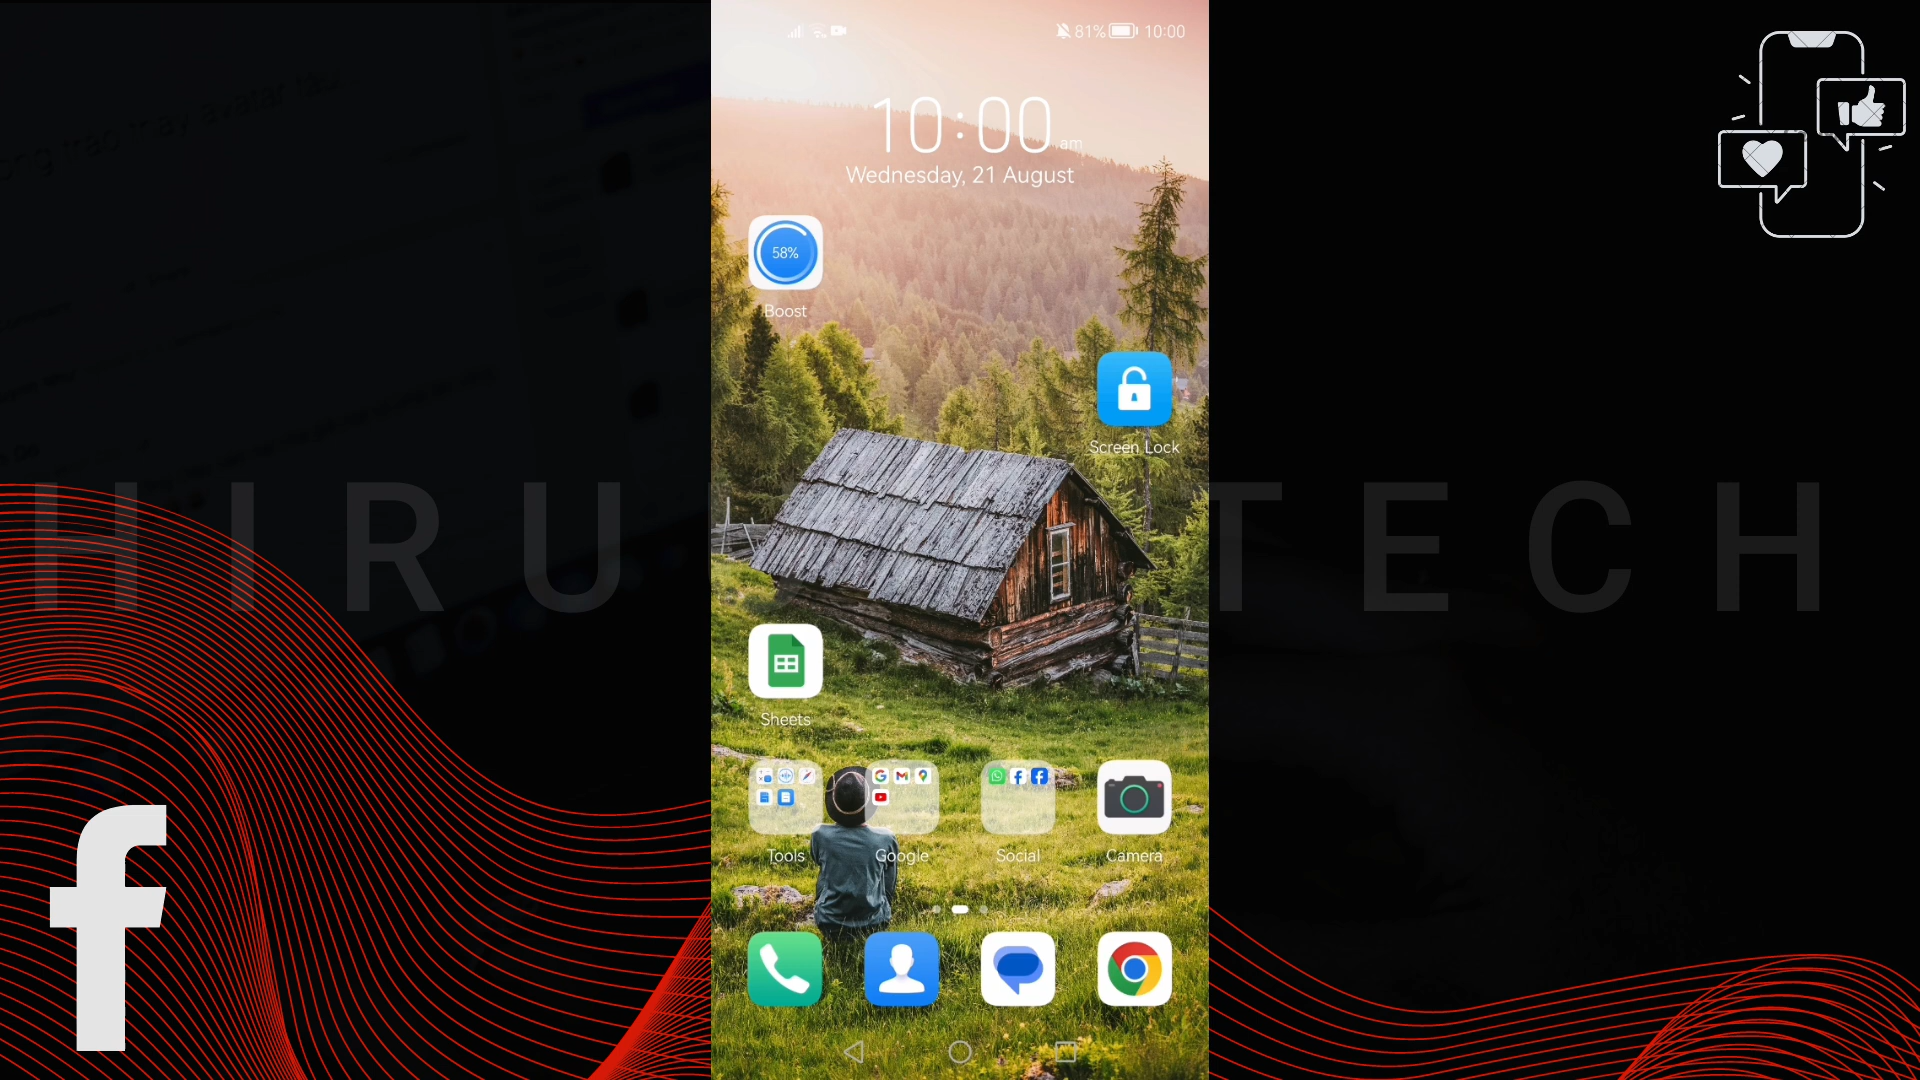 81% 10:00
10:00 am
Wednesday, 21 August
58%
Boost
Screen Lock
HIRU TECH
Sheets
Tools Google Social Camera